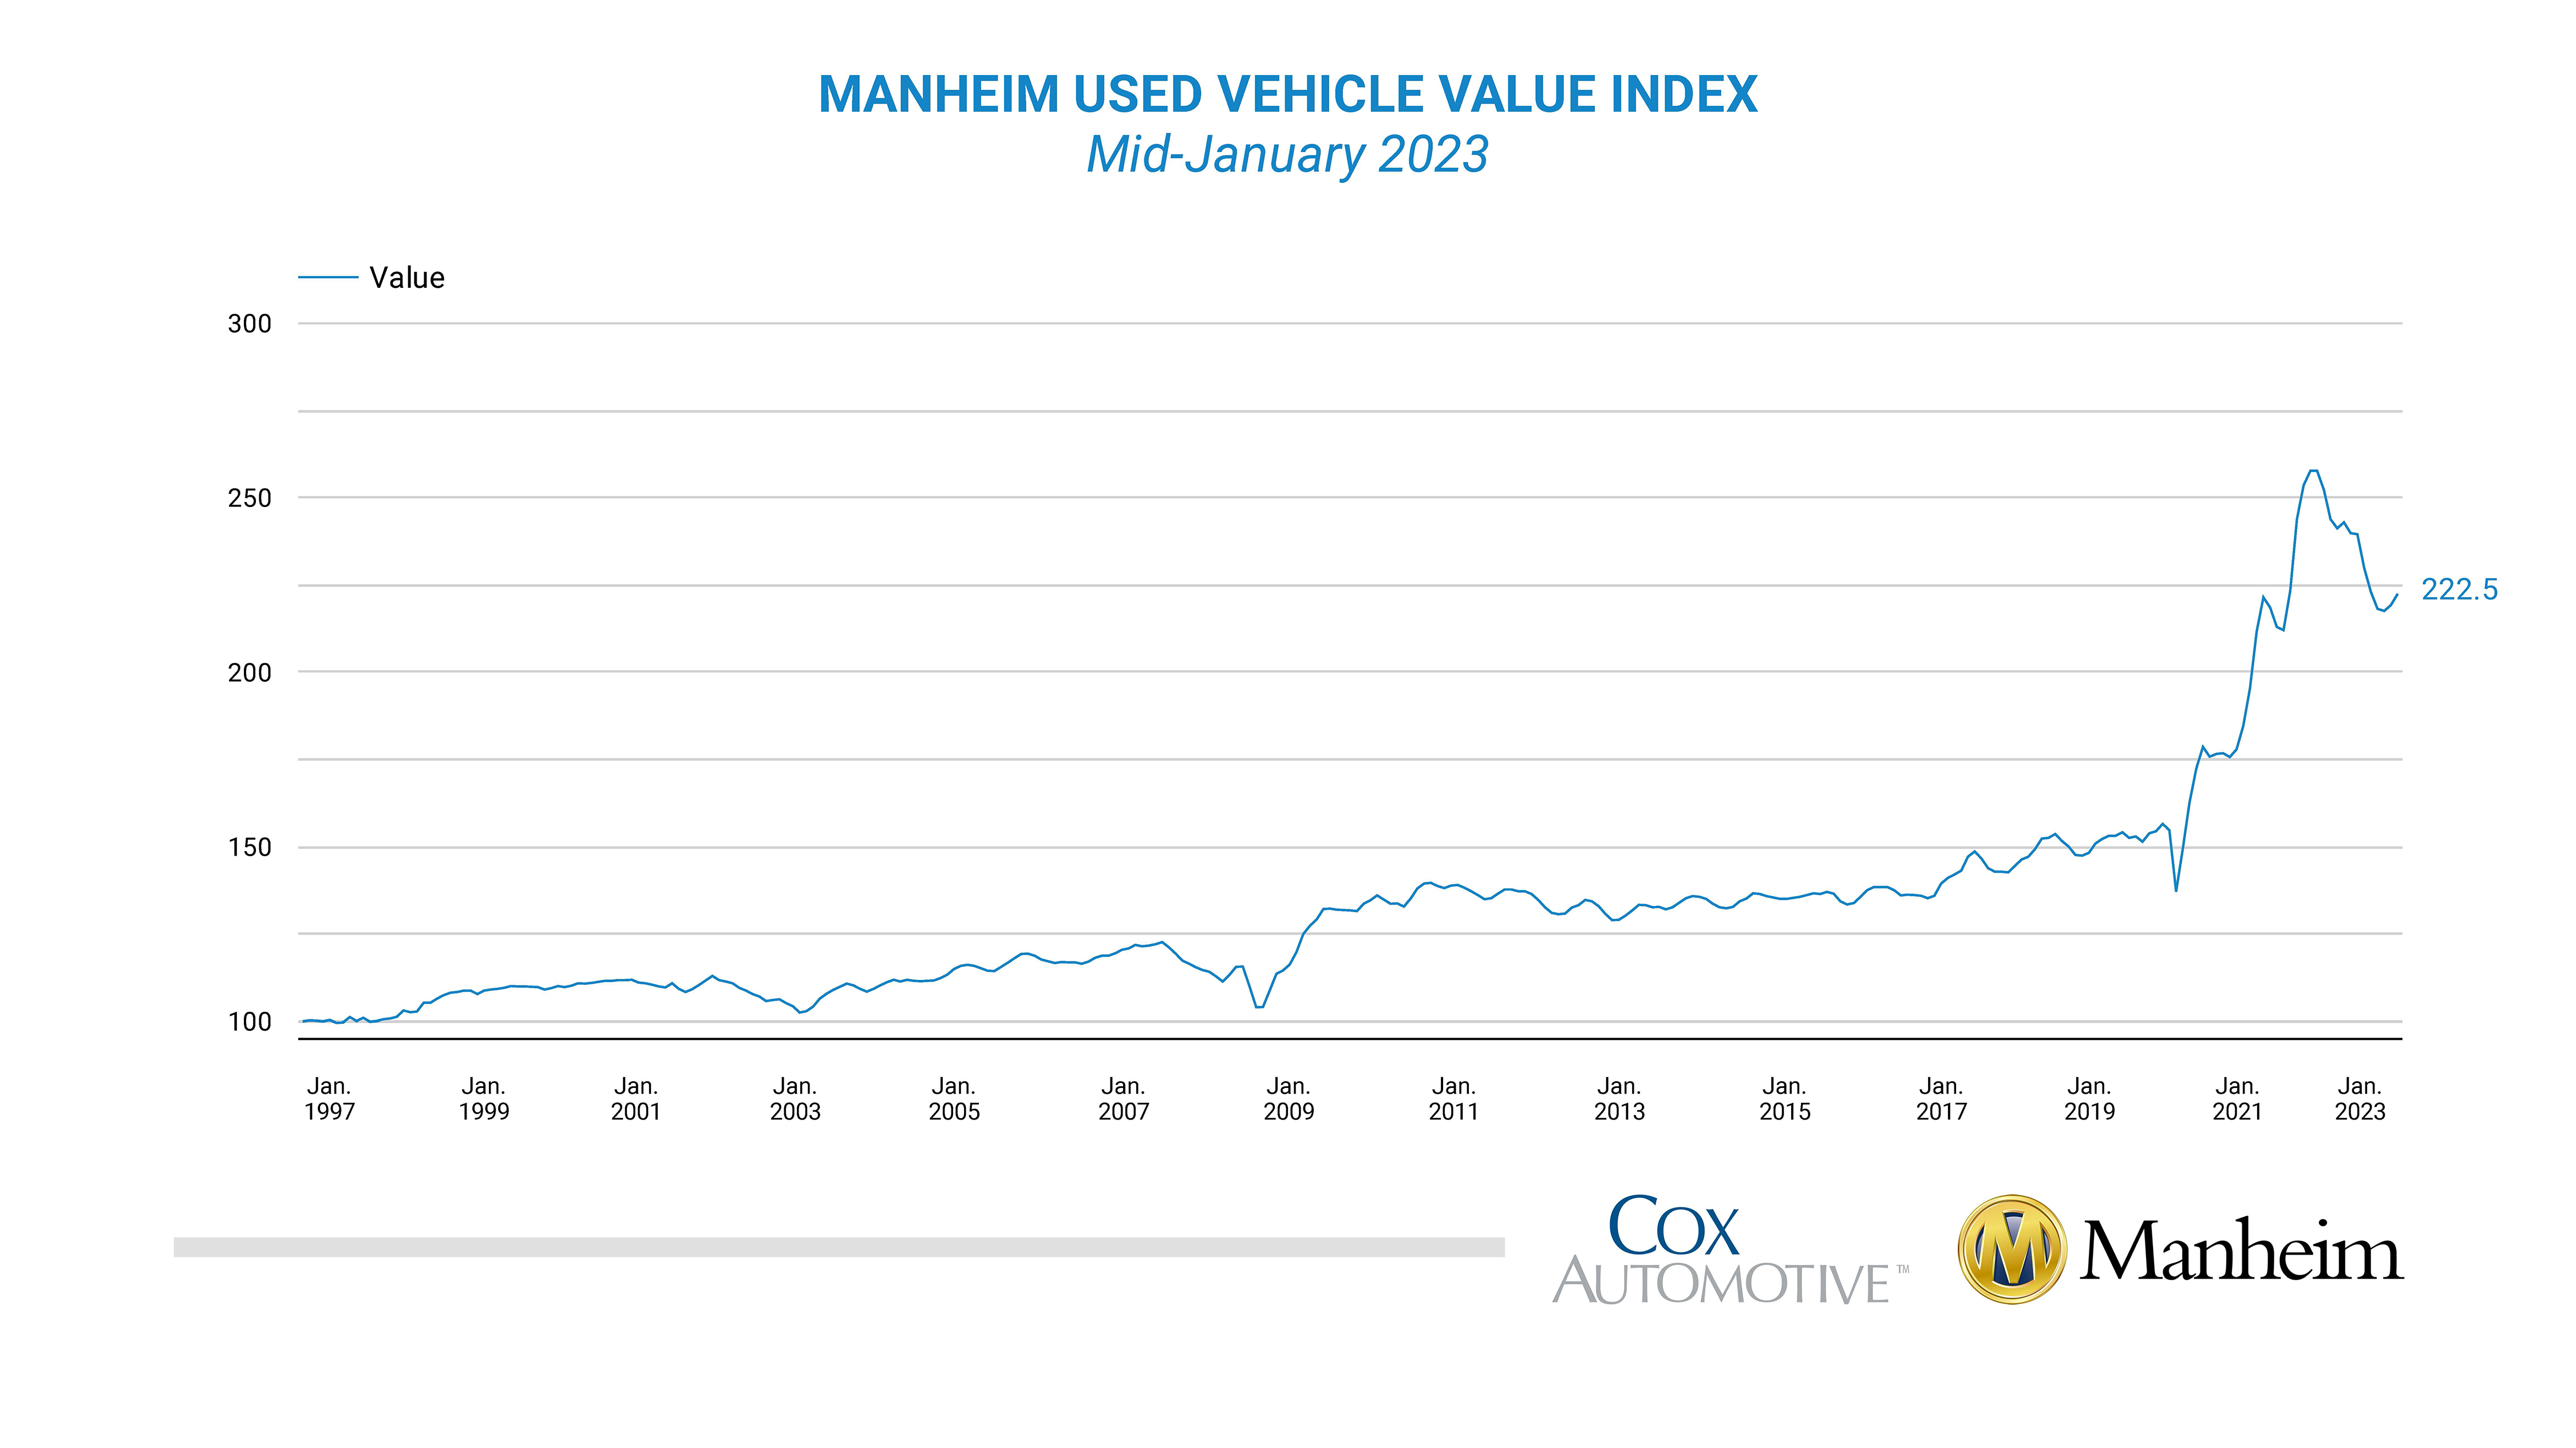 MANHEIM USED VEHICLE VALUE INDEX
Mid-January 2023
Value
300
250
222.5
200
150
100
Jan. 1997
Jan. 1999
Jan. 2001
Jan. 2003
Jan. 2005
Jan. 2007
Jan. 2009
Jan. 2011
Jan. 2013
Jan. 2015
Jan. 2017
Jan. 2019
Jan. 2021
Jan. 2023
COX
AUTOMOTIVE™
M Manheim